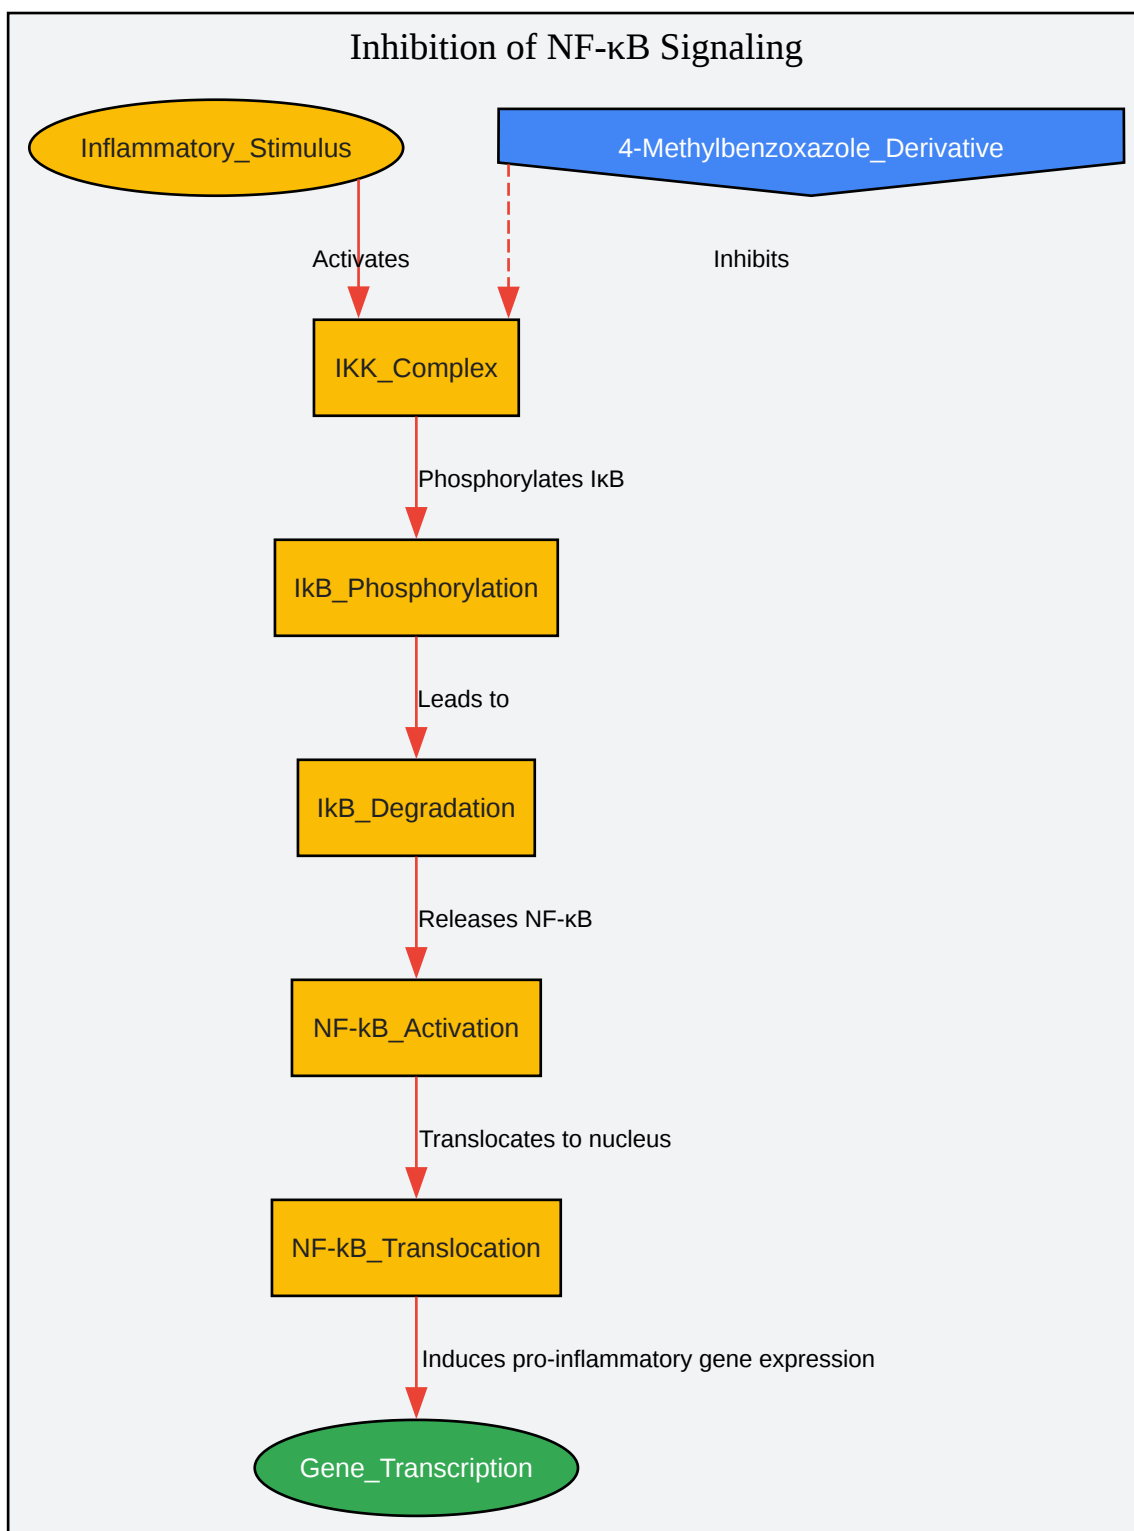 Inhibition of NF-κB Signaling
Inflammatory_Stimulus
4-Methylbenzoxazole_Derivative
Activates
Inhibits
IKK_Complex
Phosphorylates IκB
IkB_Phosphorylation
Leads to
IkB_Degradation
Releases NF-κB
NF-kB_Activation
Translocates to nucleus
NF-kB_Translocation
Induces pro-inflammatory gene expression
Gene_Transcription